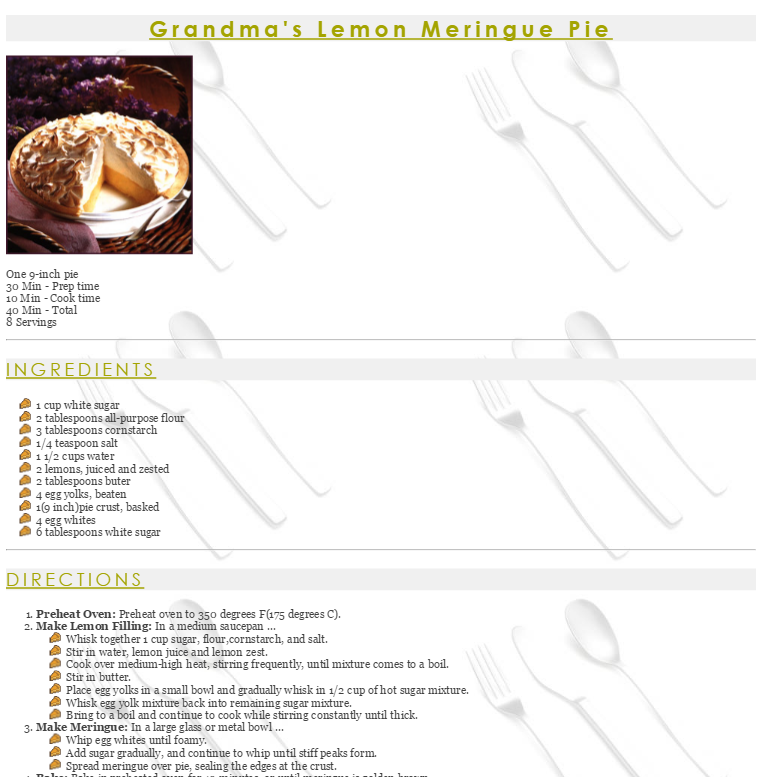 Grandma's Lemon Meringue Pie
One 9-inch pie
30 Min - Prep time
10 Min - Cook time
40 Min - Total
8 Servings
INGREDIENTS
1 cup white sugar
2 tablespoons all-purpose flour
3 tablespoons cornstarch
1/4 teaspoon salt
1 1/2 cups water
2 lemons, juiced and zested
2 tablespoons buter
4 egg yolks, beaten
1(9 inch)pie crust, basked
4 egg whites
6 tablespoons white sugar
DIRECTIONS
1. Preheat Oven: Preheat oven to 350 degrees F(175 degrees C).
2. Make Lemon Filling: In a medium saucepan ...
Whisk together 1 cup sugar, flour,cornstarch, and salt.
Stir in water, lemon juice and lemon zest.
Cook over medium-high heat, stirring frequently, until mixture comes to a boil.
Stir in butter.
Place egg yolks in a small bowl and gradually whisk in 1/2 cup of hot sugar mixture.
Whisk egg yolk mixture back into remaining sugar mixture.
Bring to a boil and continue to cook while stirring constantly until thick.
3. Make Meringue: In a large glass or metal bowl ...
Whip egg whites until foamy.
Add sugar gradually, and continue to whip until stiff peaks form.
Spread meringue over pie, sealing the edges at the crust.